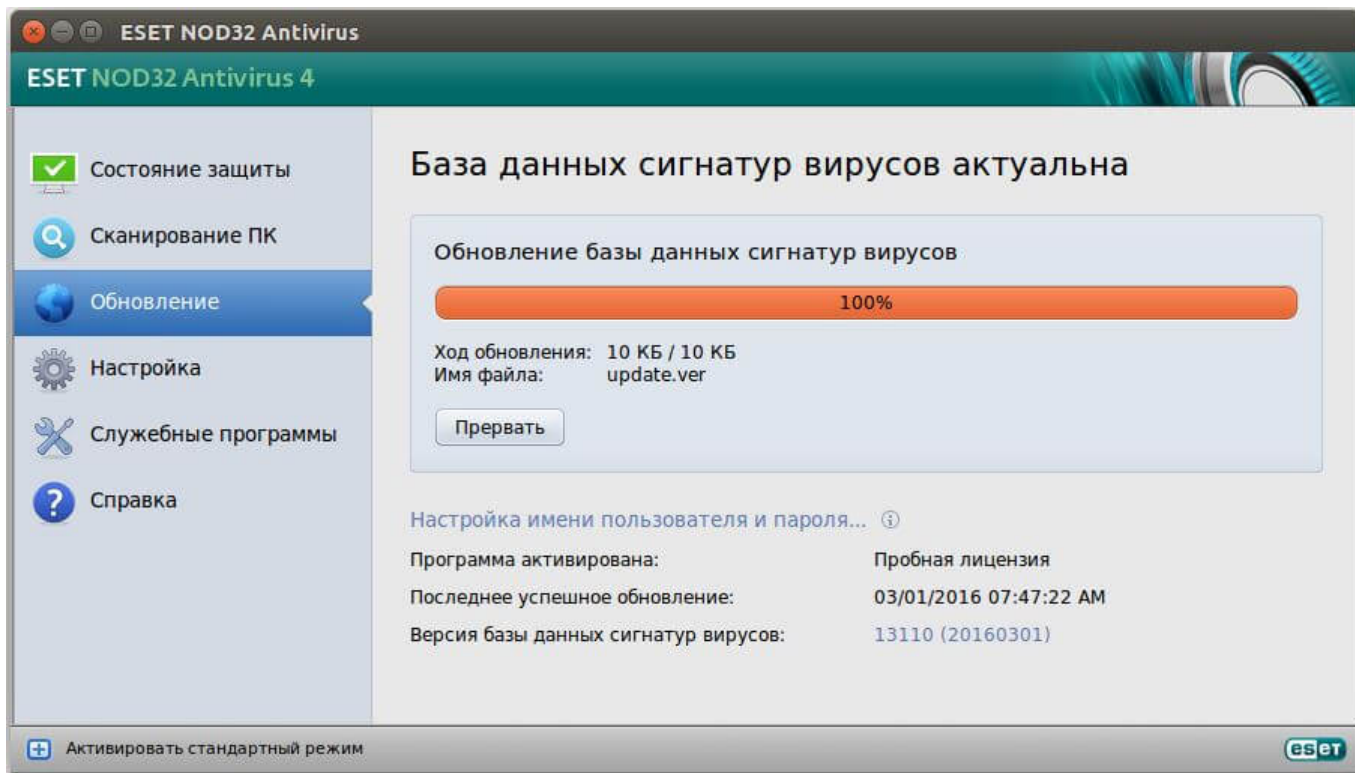 ESET NOD32 Antivirus
ESET NOD32 Antivirus 4
Состояние защиты
Сканирование ПК
Обновление
Настройка
Служебные программы
Справка
База данных сигнатур вирусов актуальна
Обновление базы данных сигнатур вирусов
100%
Ход обновления: 10 КБ / 10 КБ
Имя файла: update.ver
Прервать
Настройка имени пользователя и пароля...
Программа активирована: Пробная лицензия
Последнее успешное обновление: 03/01/2016 07:47:22 AM
Версия базы данных сигнатур вирусов: 13110 (20160301)
Активировать стандартный режим
eset